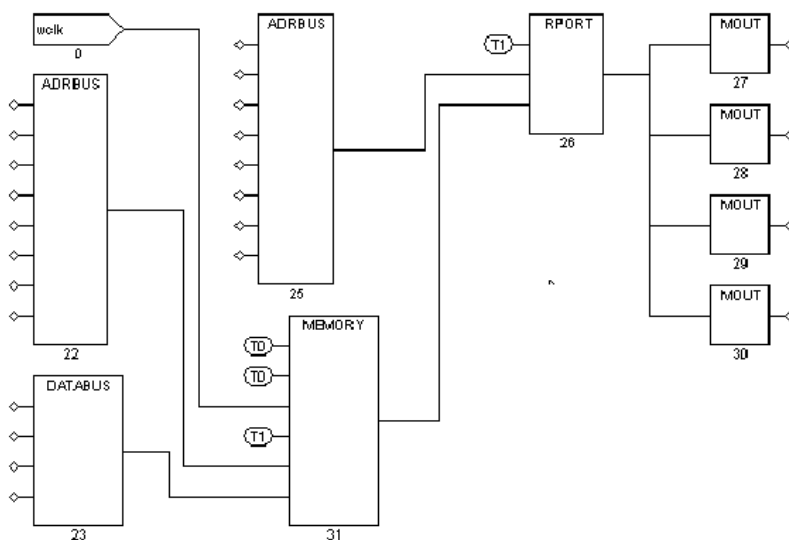 wclk
0
ADRBUS
22
DATABUS
23
ADRBUS
25
MEMORY
T0
T0
T1
31
RPORT
T1
26
MOUT
27
MOUT
28
MOUT
29
MOUT
30